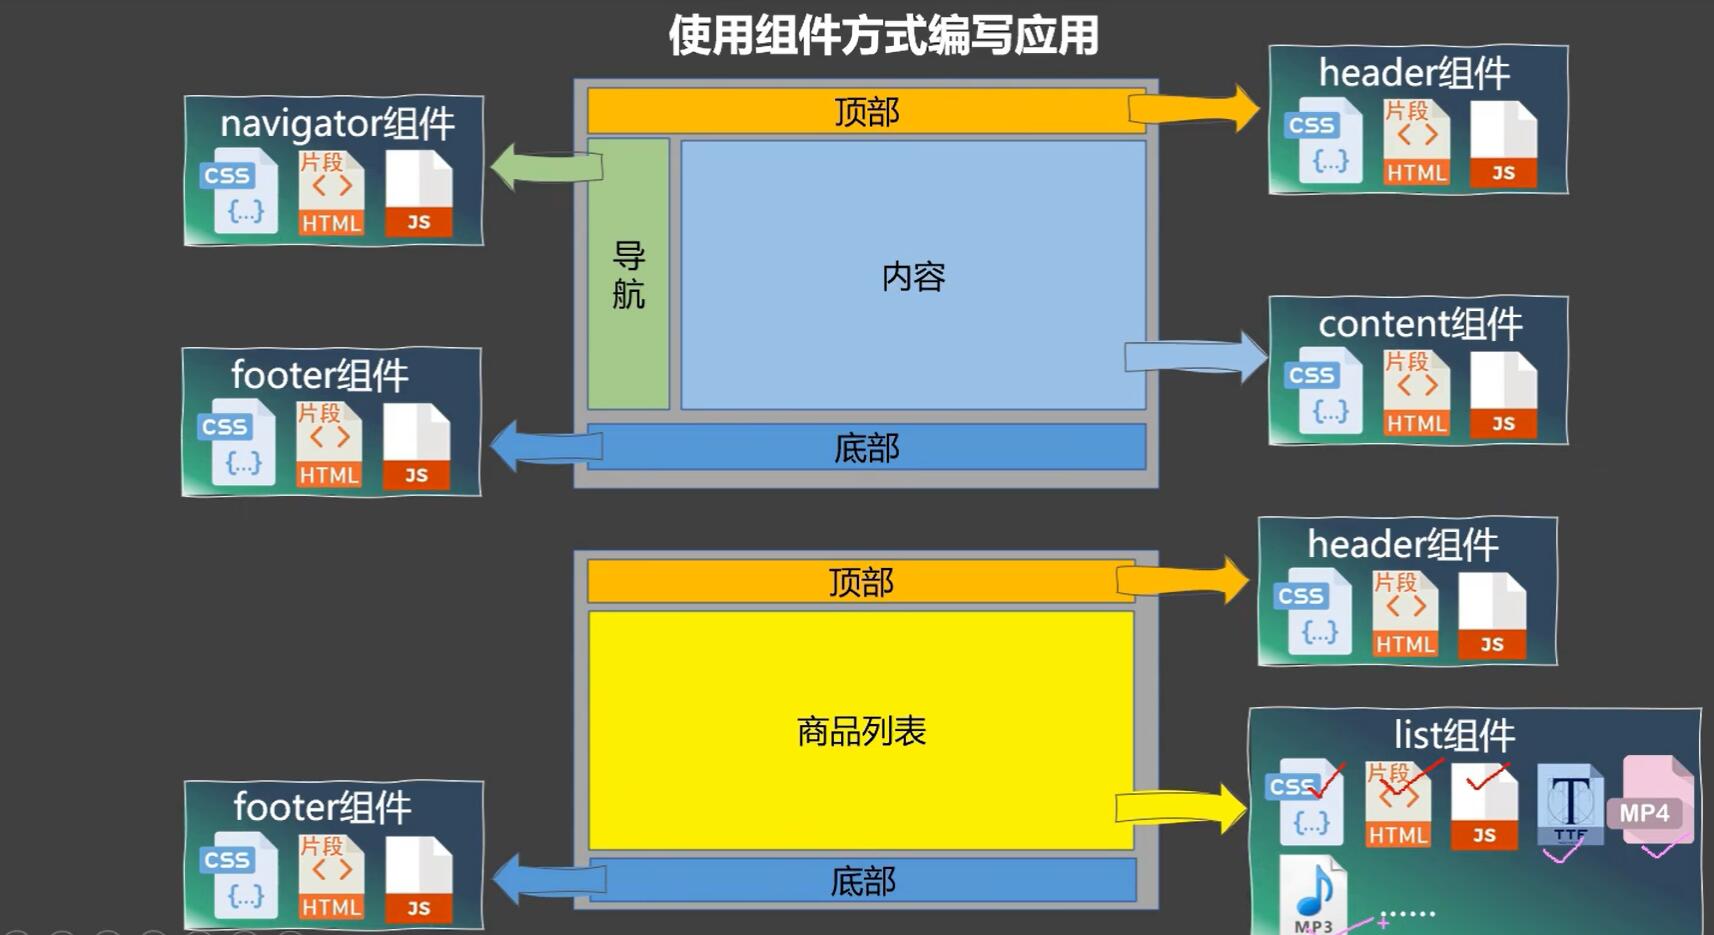 使用组件方式编写应用
navigator组件
CSS
{...}
片段
< >
HTML
JS
顶部
header组件
CSS
{...}
片段
< >
HTML
JS
导航
内容
footer组件
CSS
{...}
片段
< >
HTML
JS
content组件
CSS
{...}
片段
< >
HTML
JS
底部
顶部
header组件
CSS
{...}
片段
< >
HTML
JS
商品列表
list组件
CSS
{...}
片段
< >
HTML
JS
T
TTF
MP4
MP3
......
footer组件
CSS
{...}
片段
< >
HTML
JS
底部